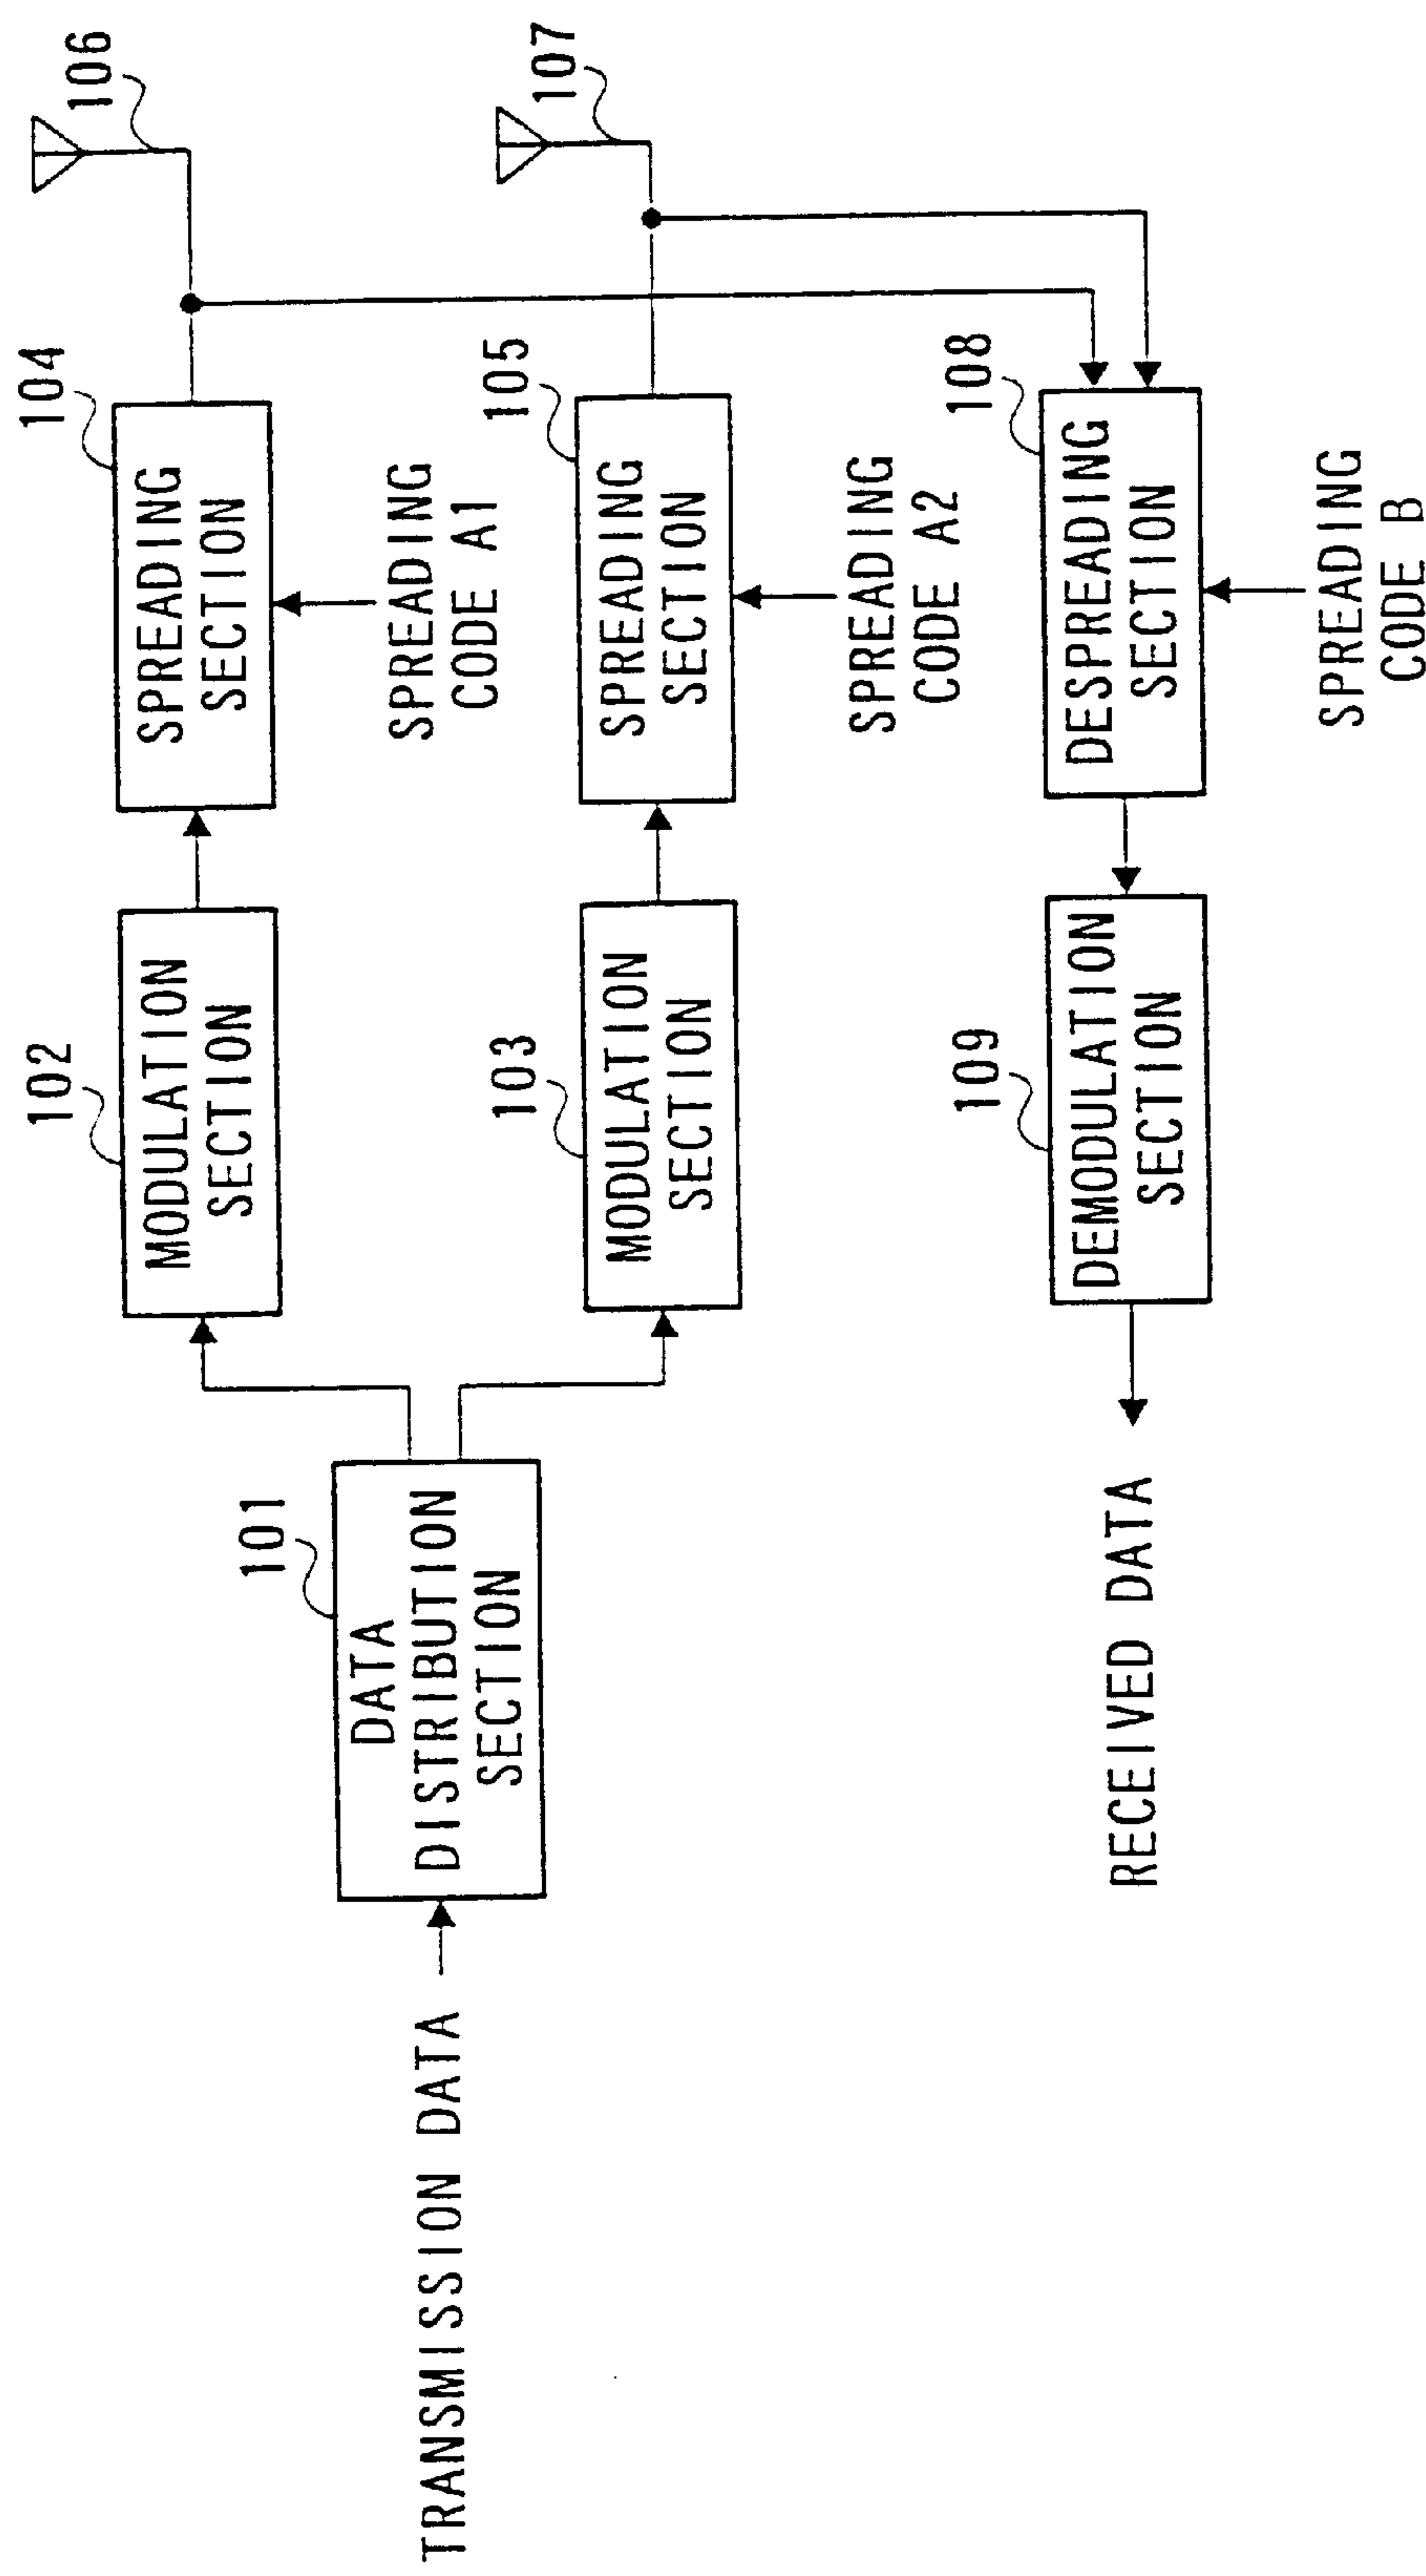 106
107
104
SPREADING
SECTION
SPREADING
CODE A1
105
SPREADING
SECTION
SPREADING
CODE A2
108
DESPREADING
SECTION
SPREADING
CODE B
102
MODULATION
SECTION
103
MODULATION
SECTION
109
DEMODULATION
SECTION
101
DATA
DISTRIBUTION
SECTION
TRANSMISSION DATA
RECEIVED DATA